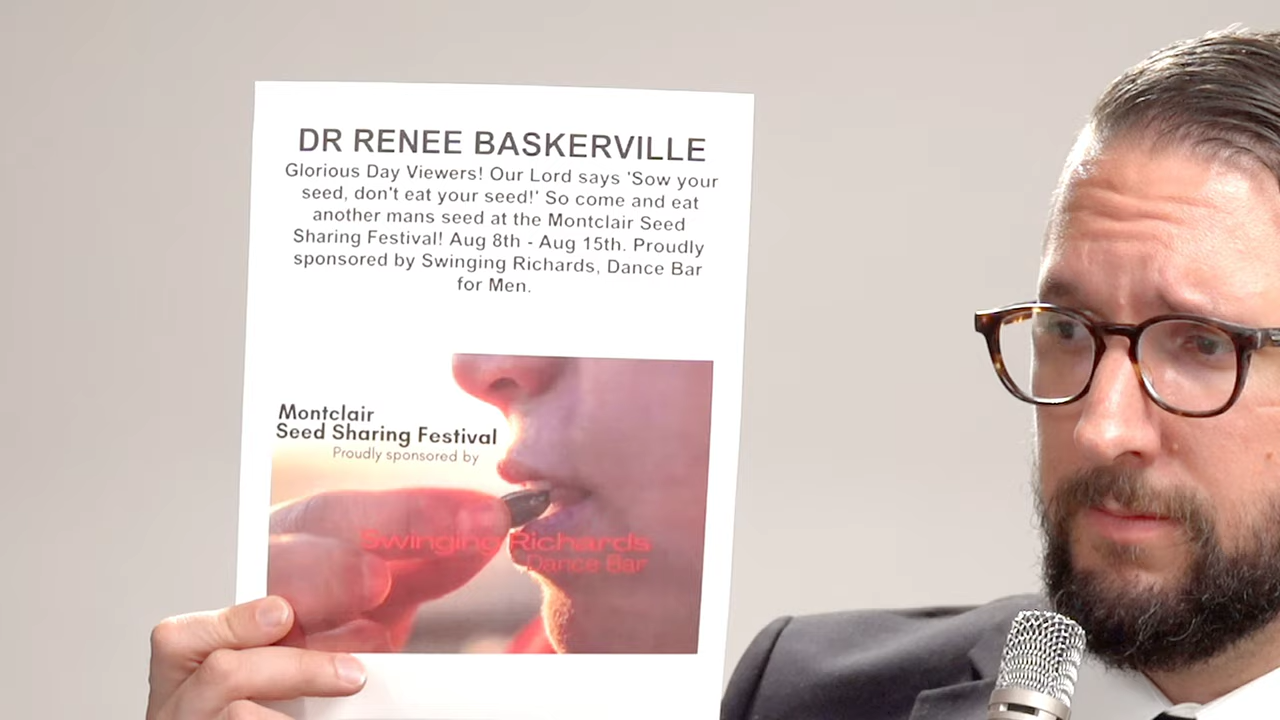 DR RENEE BASKERVILLE
Glorious Day Viewers! Our Lord says 'Sow your
seed, don't eat your seed!' So come and eat
another mans seed at the Montclair Seed
Sharing Festival! Aug 8th - Aug 15th. Proudly
sponsored by Swinging Richards, Dance Bar
for Men.
Montclair
Seed Sharing Festival
Proudly sponsored by
Swinging Richards
Dance Bar